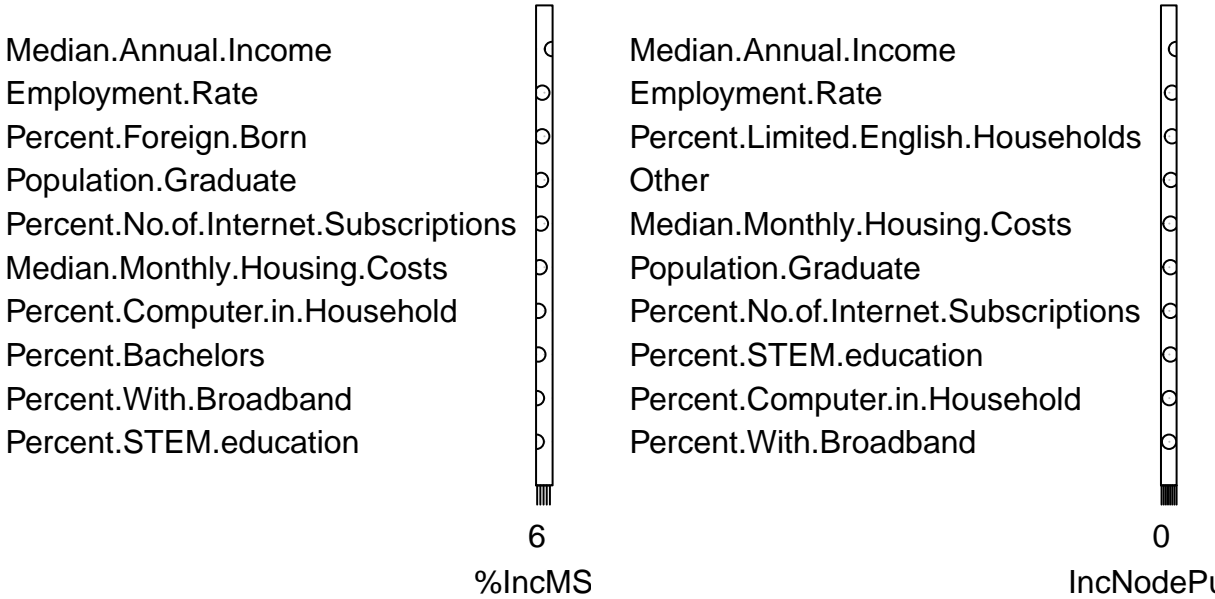 Median.Annual.Income
Employment.Rate
Percent.Foreign.Born
Population.Graduate
Percent.No.of.Internet.Subscriptions
Median.Monthly.Housing.Costs
Percent.Computer.in.Household
Percent.Bachelors
Percent.With.Broadband
Percent.STEM.education
6
%IncMS
Median.Annual.Income
Employment.Rate
Percent.Limited.English.Households
Other
Median.Monthly.Housing.Costs
Population.Graduate
Percent.No.of.Internet.Subscriptions
Percent.STEM.education
Percent.Computer.in.Household
Percent.With.Broadband
0
IncNodePu